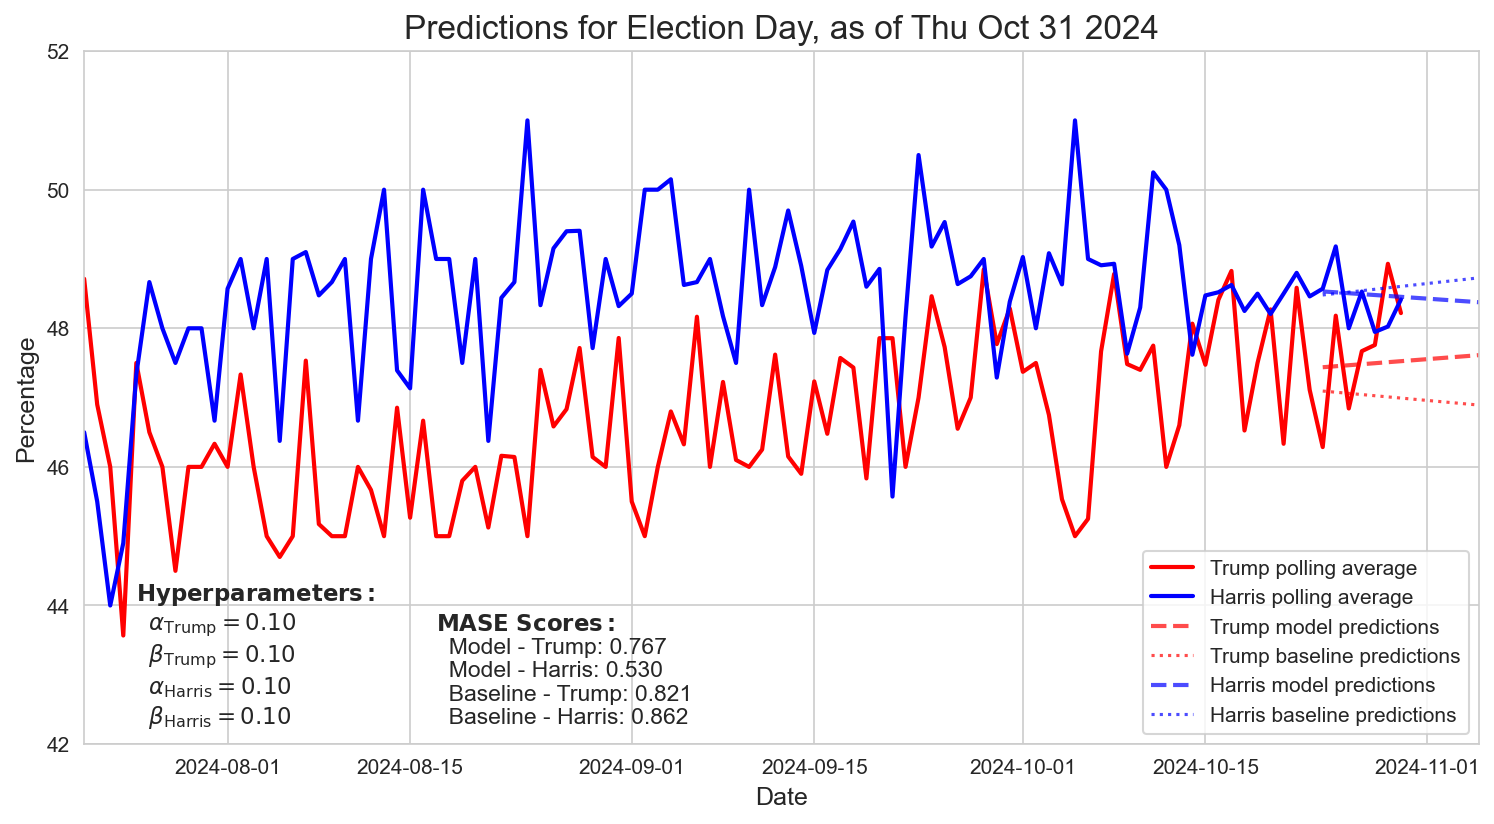 Predictions for Election Day, as of Thu Oct 31 2024
Percentage
52
50
48
46
44
42
Hyperparameters:
α_Trump = 0.10
β_Trump = 0.10
α_Harris = 0.10
β_Harris = 0.10
MASE Scores:
Model - Trump: 0.767
Model - Harris: 0.530
Baseline - Trump: 0.821
Baseline - Harris: 0.862
Trump polling average
Harris polling average
Trump model predictions
Trump baseline predictions
Harris model predictions
Harris baseline predictions
2024-08-01
2024-08-15
2024-09-01
2024-09-15
2024-10-01
2024-10-15
2024-11-01
Date